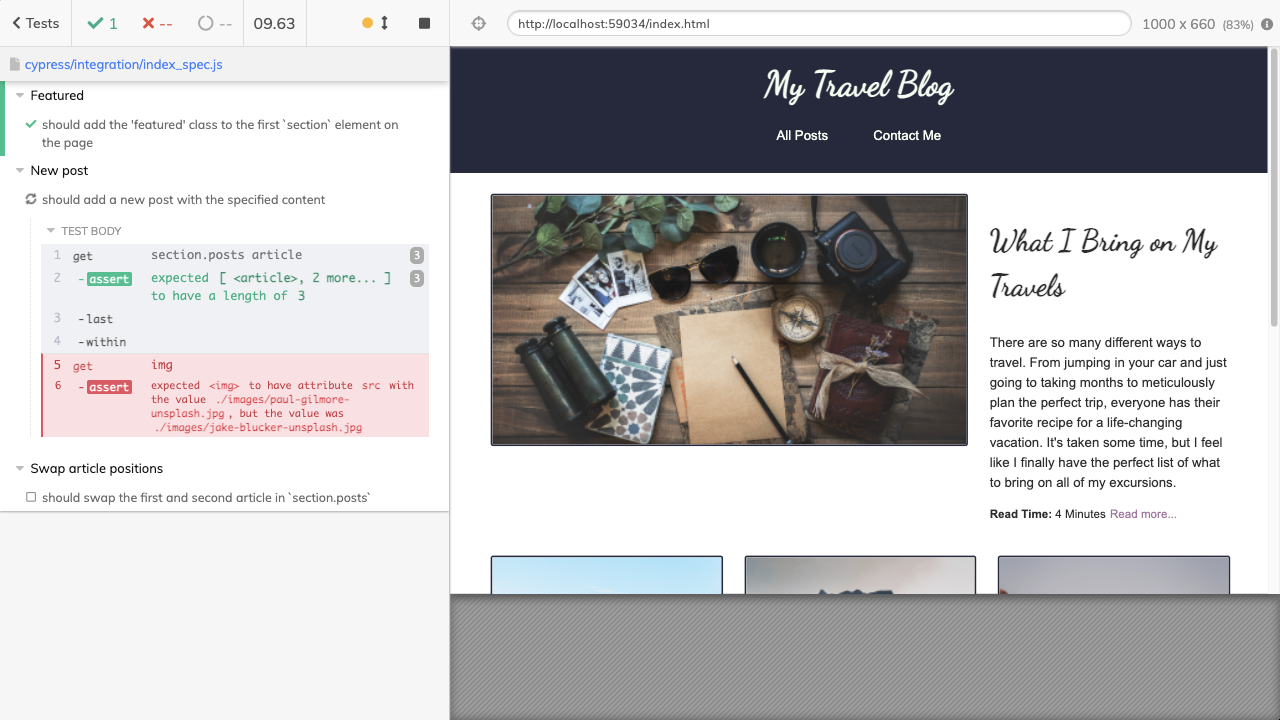 Tests
1
--
--
09.63
http://localhost:59034/index.html
1000 x 660 (83%)
cypress/integration/index_spec.js
Featured
should add the 'featured' class to the first `section` element on
the page
New post
should add a new post with the specified content
TEST BODY
1 get section.posts article 3
2 -assert expected [ <article>, 2 more... ] 3
to have a length of 3
3 -last
4 -within
5 get img
6 -assert expected <img> to have attribute src with
the value ./images/paul-gilmore-
unsplash.jpg, but the value was
./images/jake-blucker-unsplash.jpg
Swap article positions
should swap the first and second article in `section.posts`
My Travel Blog
All Posts Contact Me
What I Bring on My
Travels
There are so many different ways to
travel. From jumping in your car and just
going to taking months to meticulously
plan the perfect trip, everyone has their
favorite recipe for a life-changing
vacation. It's taken some time, but I feel
like I finally have the perfect list of what
to bring on all of my excursions.
Read Time: 4 Minutes Read more...